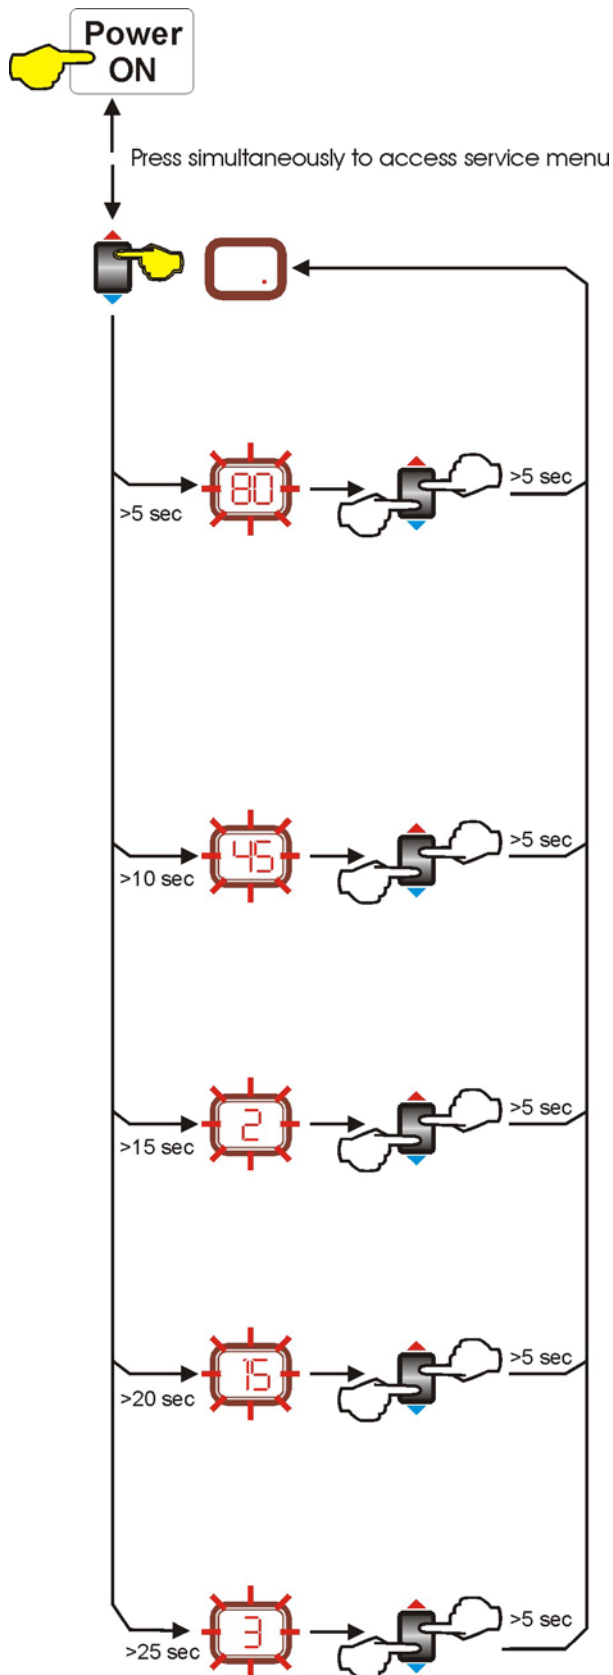 Power
ON
Press simultaneously to access service menu
80
>5 sec
>5 sec
45
>10 sec
>5 sec
2
>15 sec
>5 sec
15
>20 sec
>5 sec
3
>25 sec
>5 sec